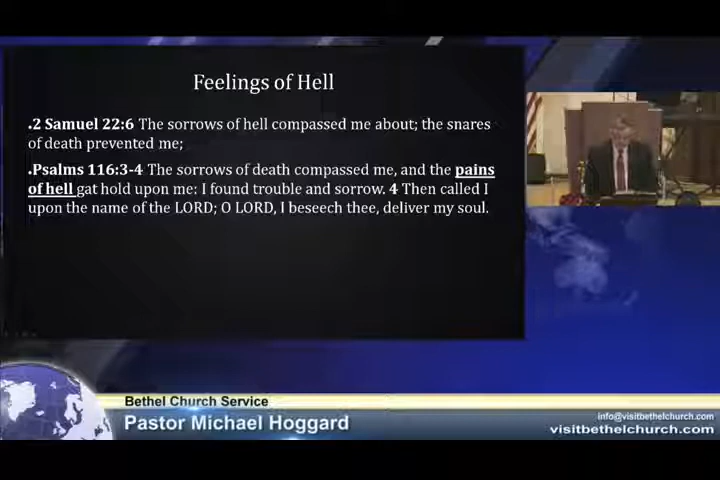 Feelings of Hell
.2 Samuel 22:6 The sorrows of hell compassed me about; the snares
of death prevented me;
.Psalms 116:3-4 The sorrows of death compassed me, and the pains
of hell gat hold upon me: I found trouble and sorrow. 4 Then called I
upon the name of the LORD; O LORD, I beseech thee, deliver my soul.
Bethel Church Service
Pastor Michael Hoggard
info@visitbethelchurch.com
visitbethelchurch.com